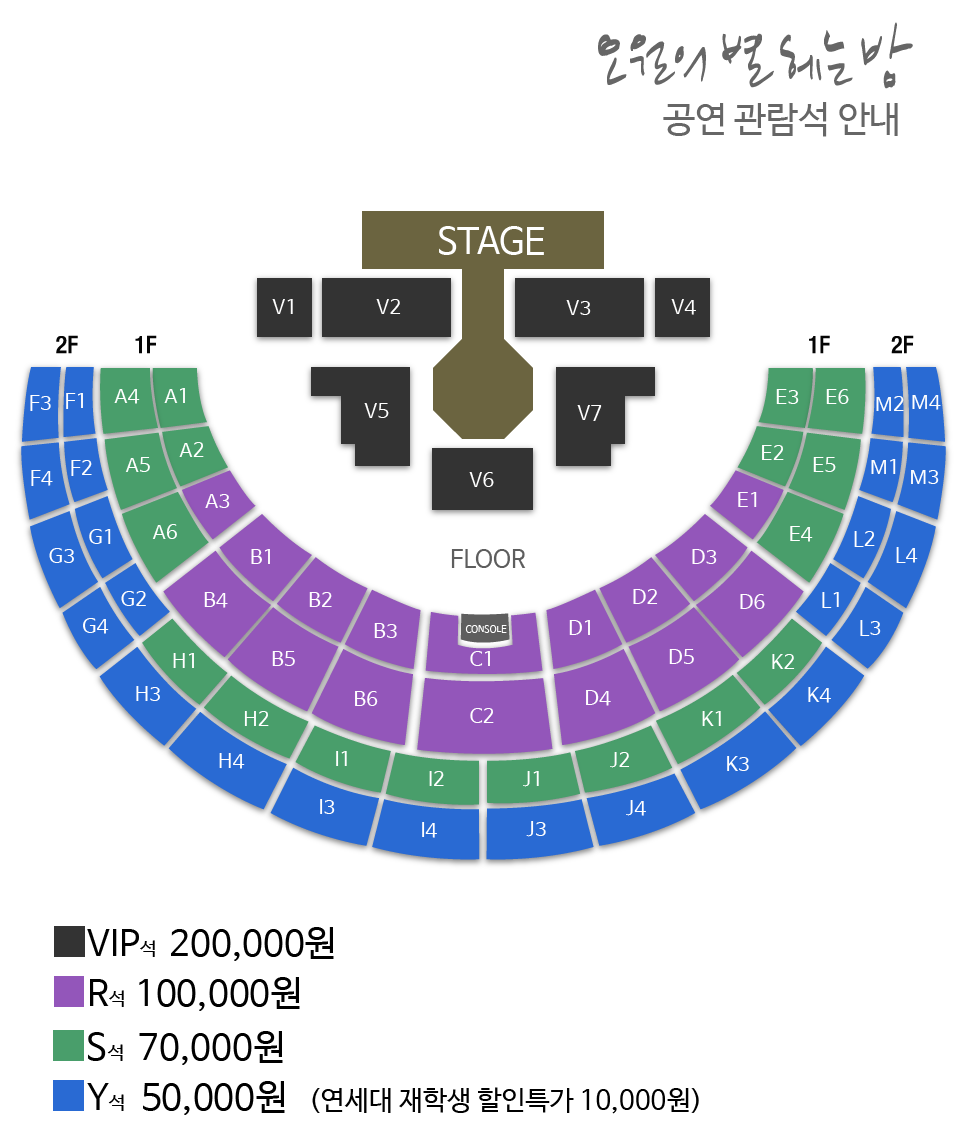 오월의 별 헤는 밤
공연 관람석 안내
STAGE
V1 V2 V3 V4
2F 1F 1F 2F
F3 F1 A4 A1 E3 E6 M2 M4
V5 V7
F4 F2 A5 A2 E2 E5 M1 M3
V6
A3 E1
G3 G1 A6 E4 L2 L4
FLOOR
B1 D3
G4 G2 B4 B2 D2 D6 L1 L3
B3 CONSOLE D1
H1 B5 C1 D5 K2
H3 B6 D4 K4
H2 C2 K1
H4 I1 I2 J1 J2 K3
I3 J4
I4 J3
VIP석 200,000원
R석 100,000원
S석 70,000원
Y석 50,000원 (연세대 재학생 할인특가 10,000원)